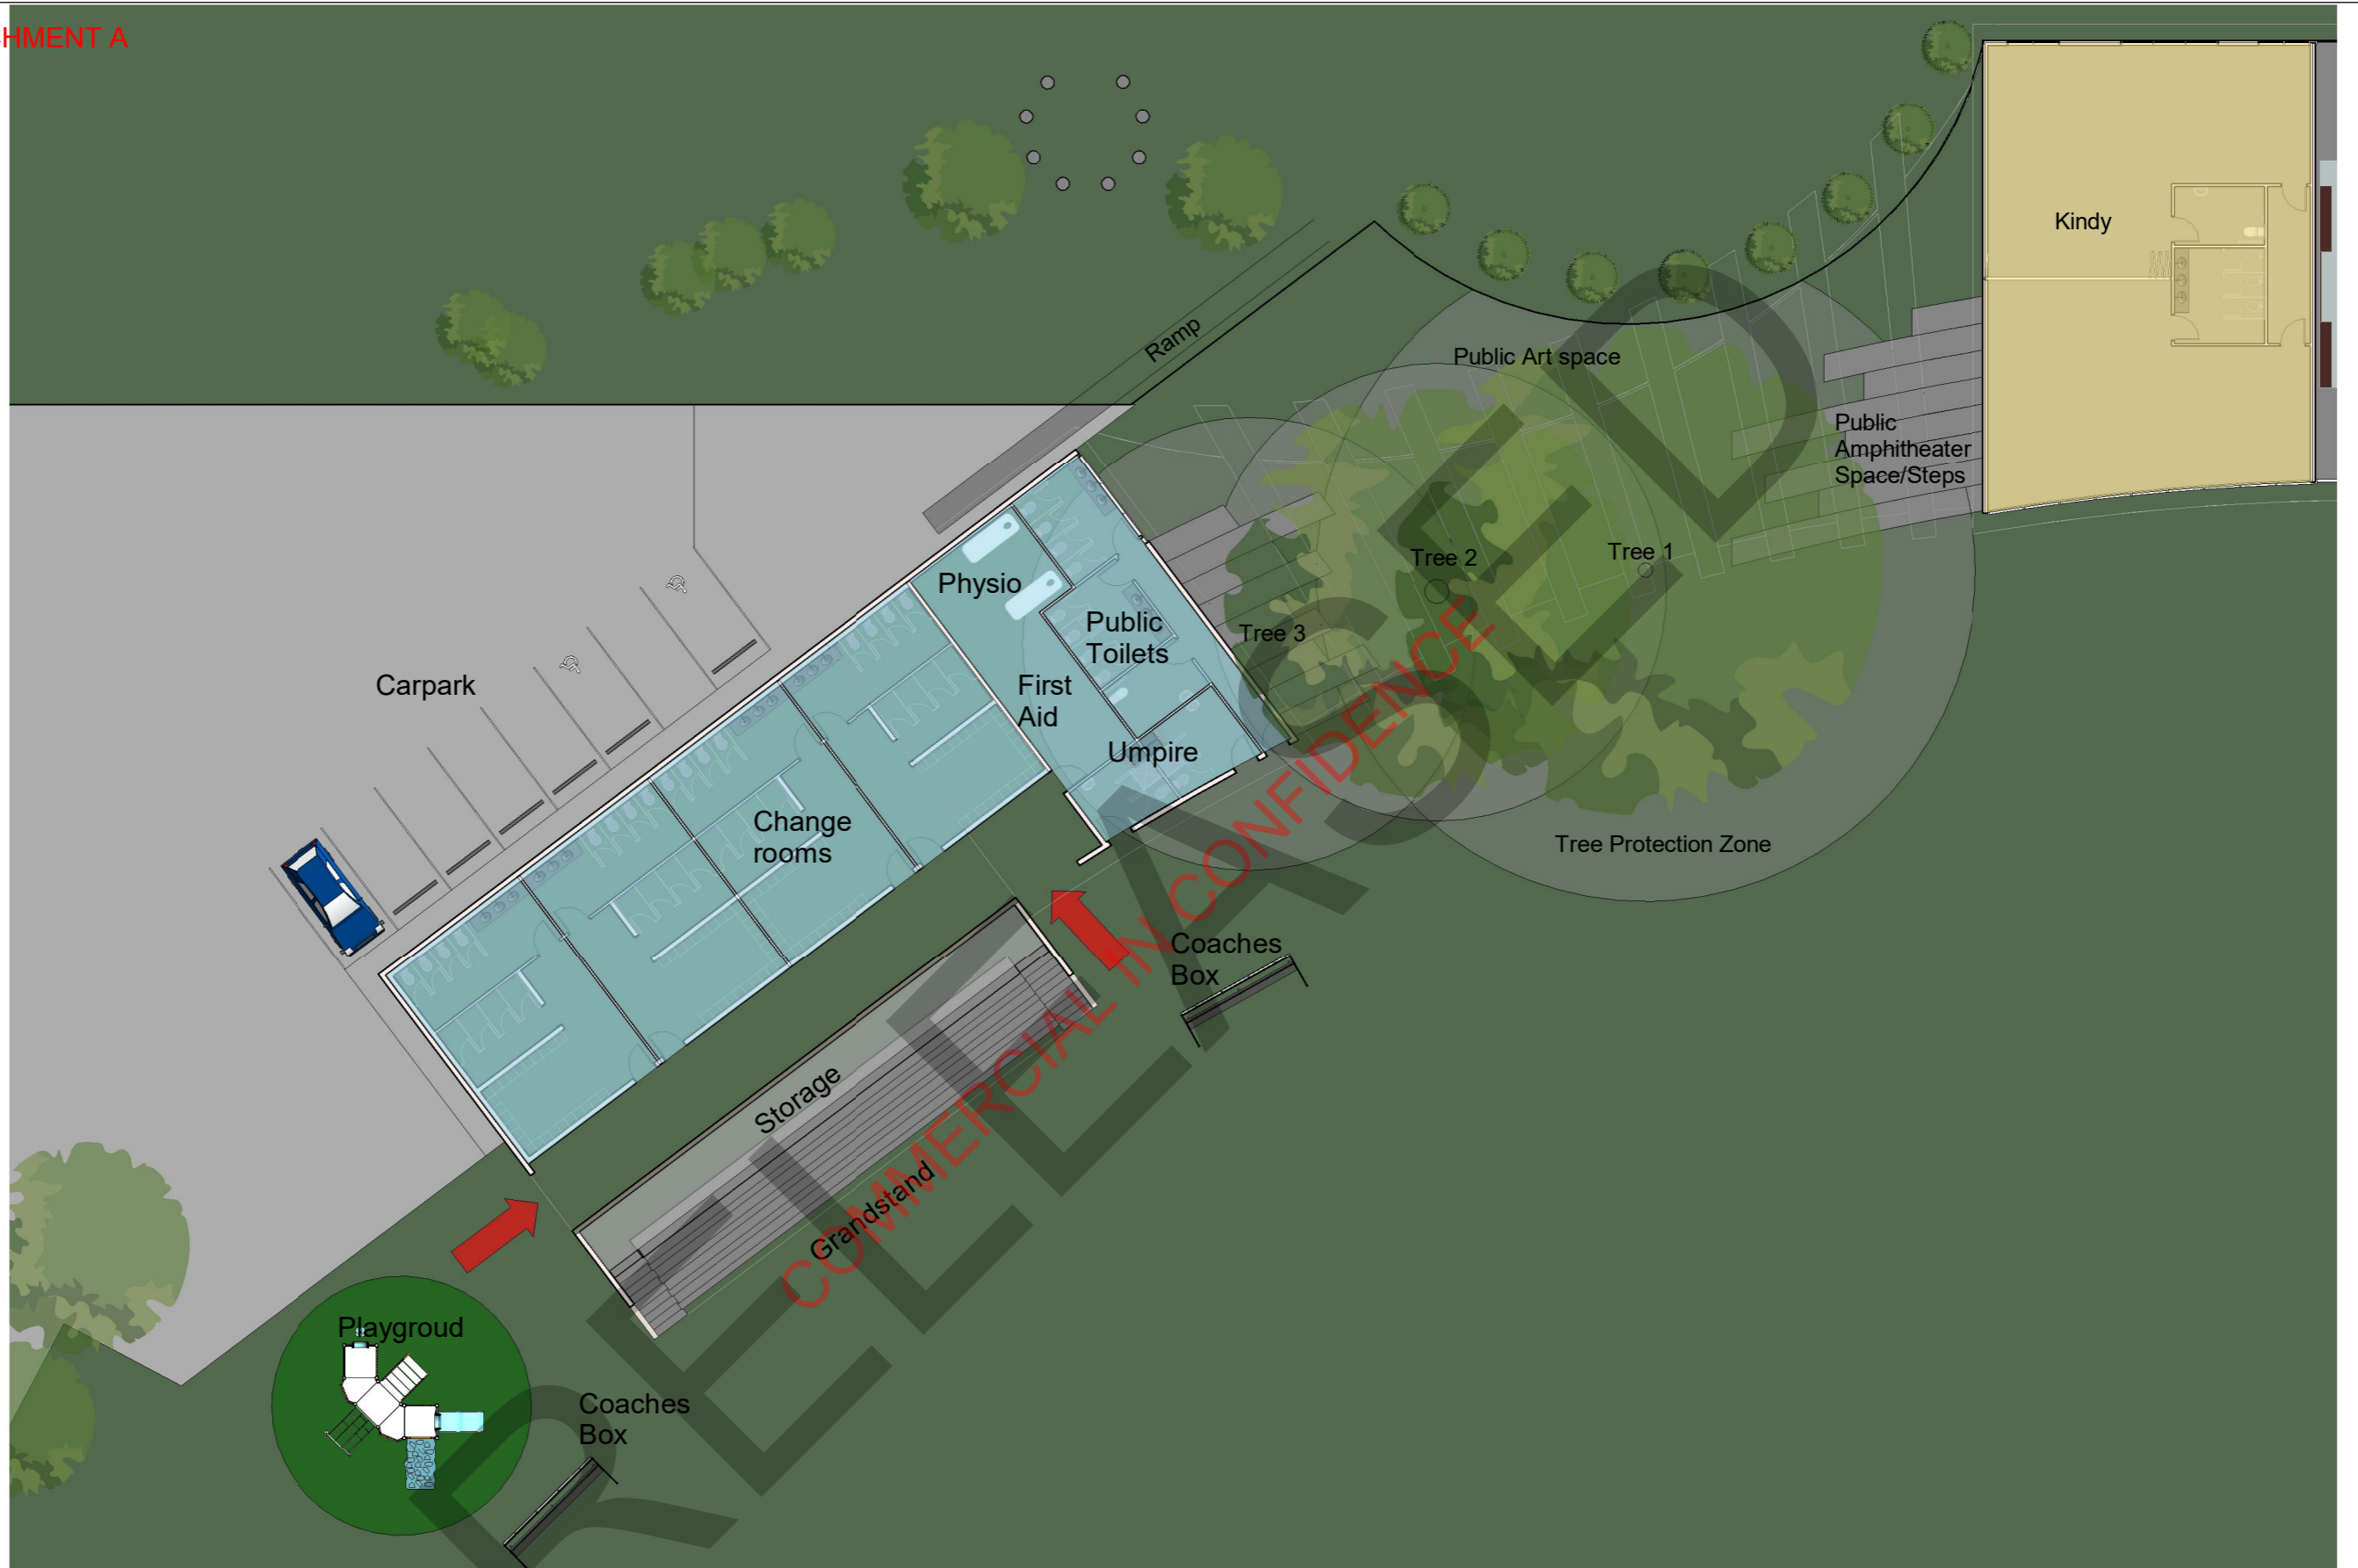 HMENT A
Kindy
Ramp
Public Art space
Public
Amphitheater
Space/Steps
Tree 1
Tree 2
Tree 3
Physio
Public
Toilets
First
Aid
Umpire
Carpark
Change
rooms
Tree Protection Zone
Coaches
Box
Storage
Grandstand
Playgroud
Coaches
Box
COMMERCIAL IN CONFIDENCE
RELEASED